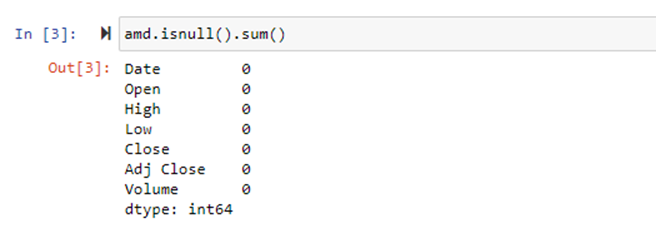 In [3]: amd.isnull().sum()
Out[3]: Date 0
Open 0
High 0
Low 0
Close 0
Adj Close 0
Volume 0
dtype: int64